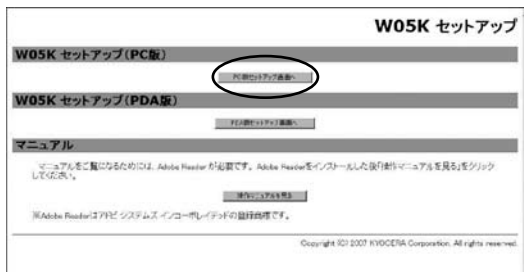 W05K セットアップ
W05K セットアップ(PC版)
PC版セットアップ画面へ
W05K セットアップ(PDA版)
PDA版セットアップ画面へ
マニュアル
マニュアルをご覧になるためには、Adobe Reader が必要です。Adobe Readerをインストールした後「操作マニュアルを見る」をクリック
してください。
操作マニュアルを見る
※Adobe Readerはアドビ システムズ インコーポレイテッドの登録商標です。
Copyright (C) 2007 KYOCERA Corporation. All rights reserved.